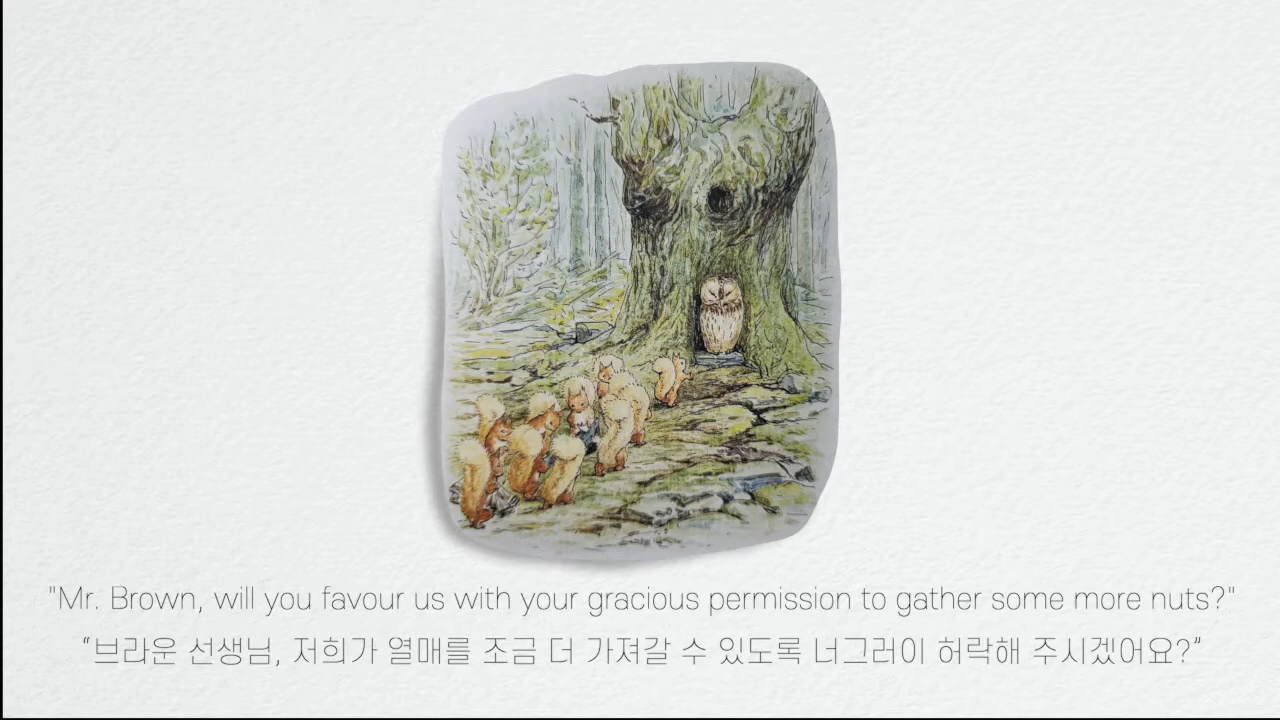 "Mr. Brown, will you favour us with your gracious permission to gather some more nuts?"
“브라운 선생님, 저희가 열매를 조금 더 가져갈 수 있도록 너그러이 허락해 주시겠어요?”